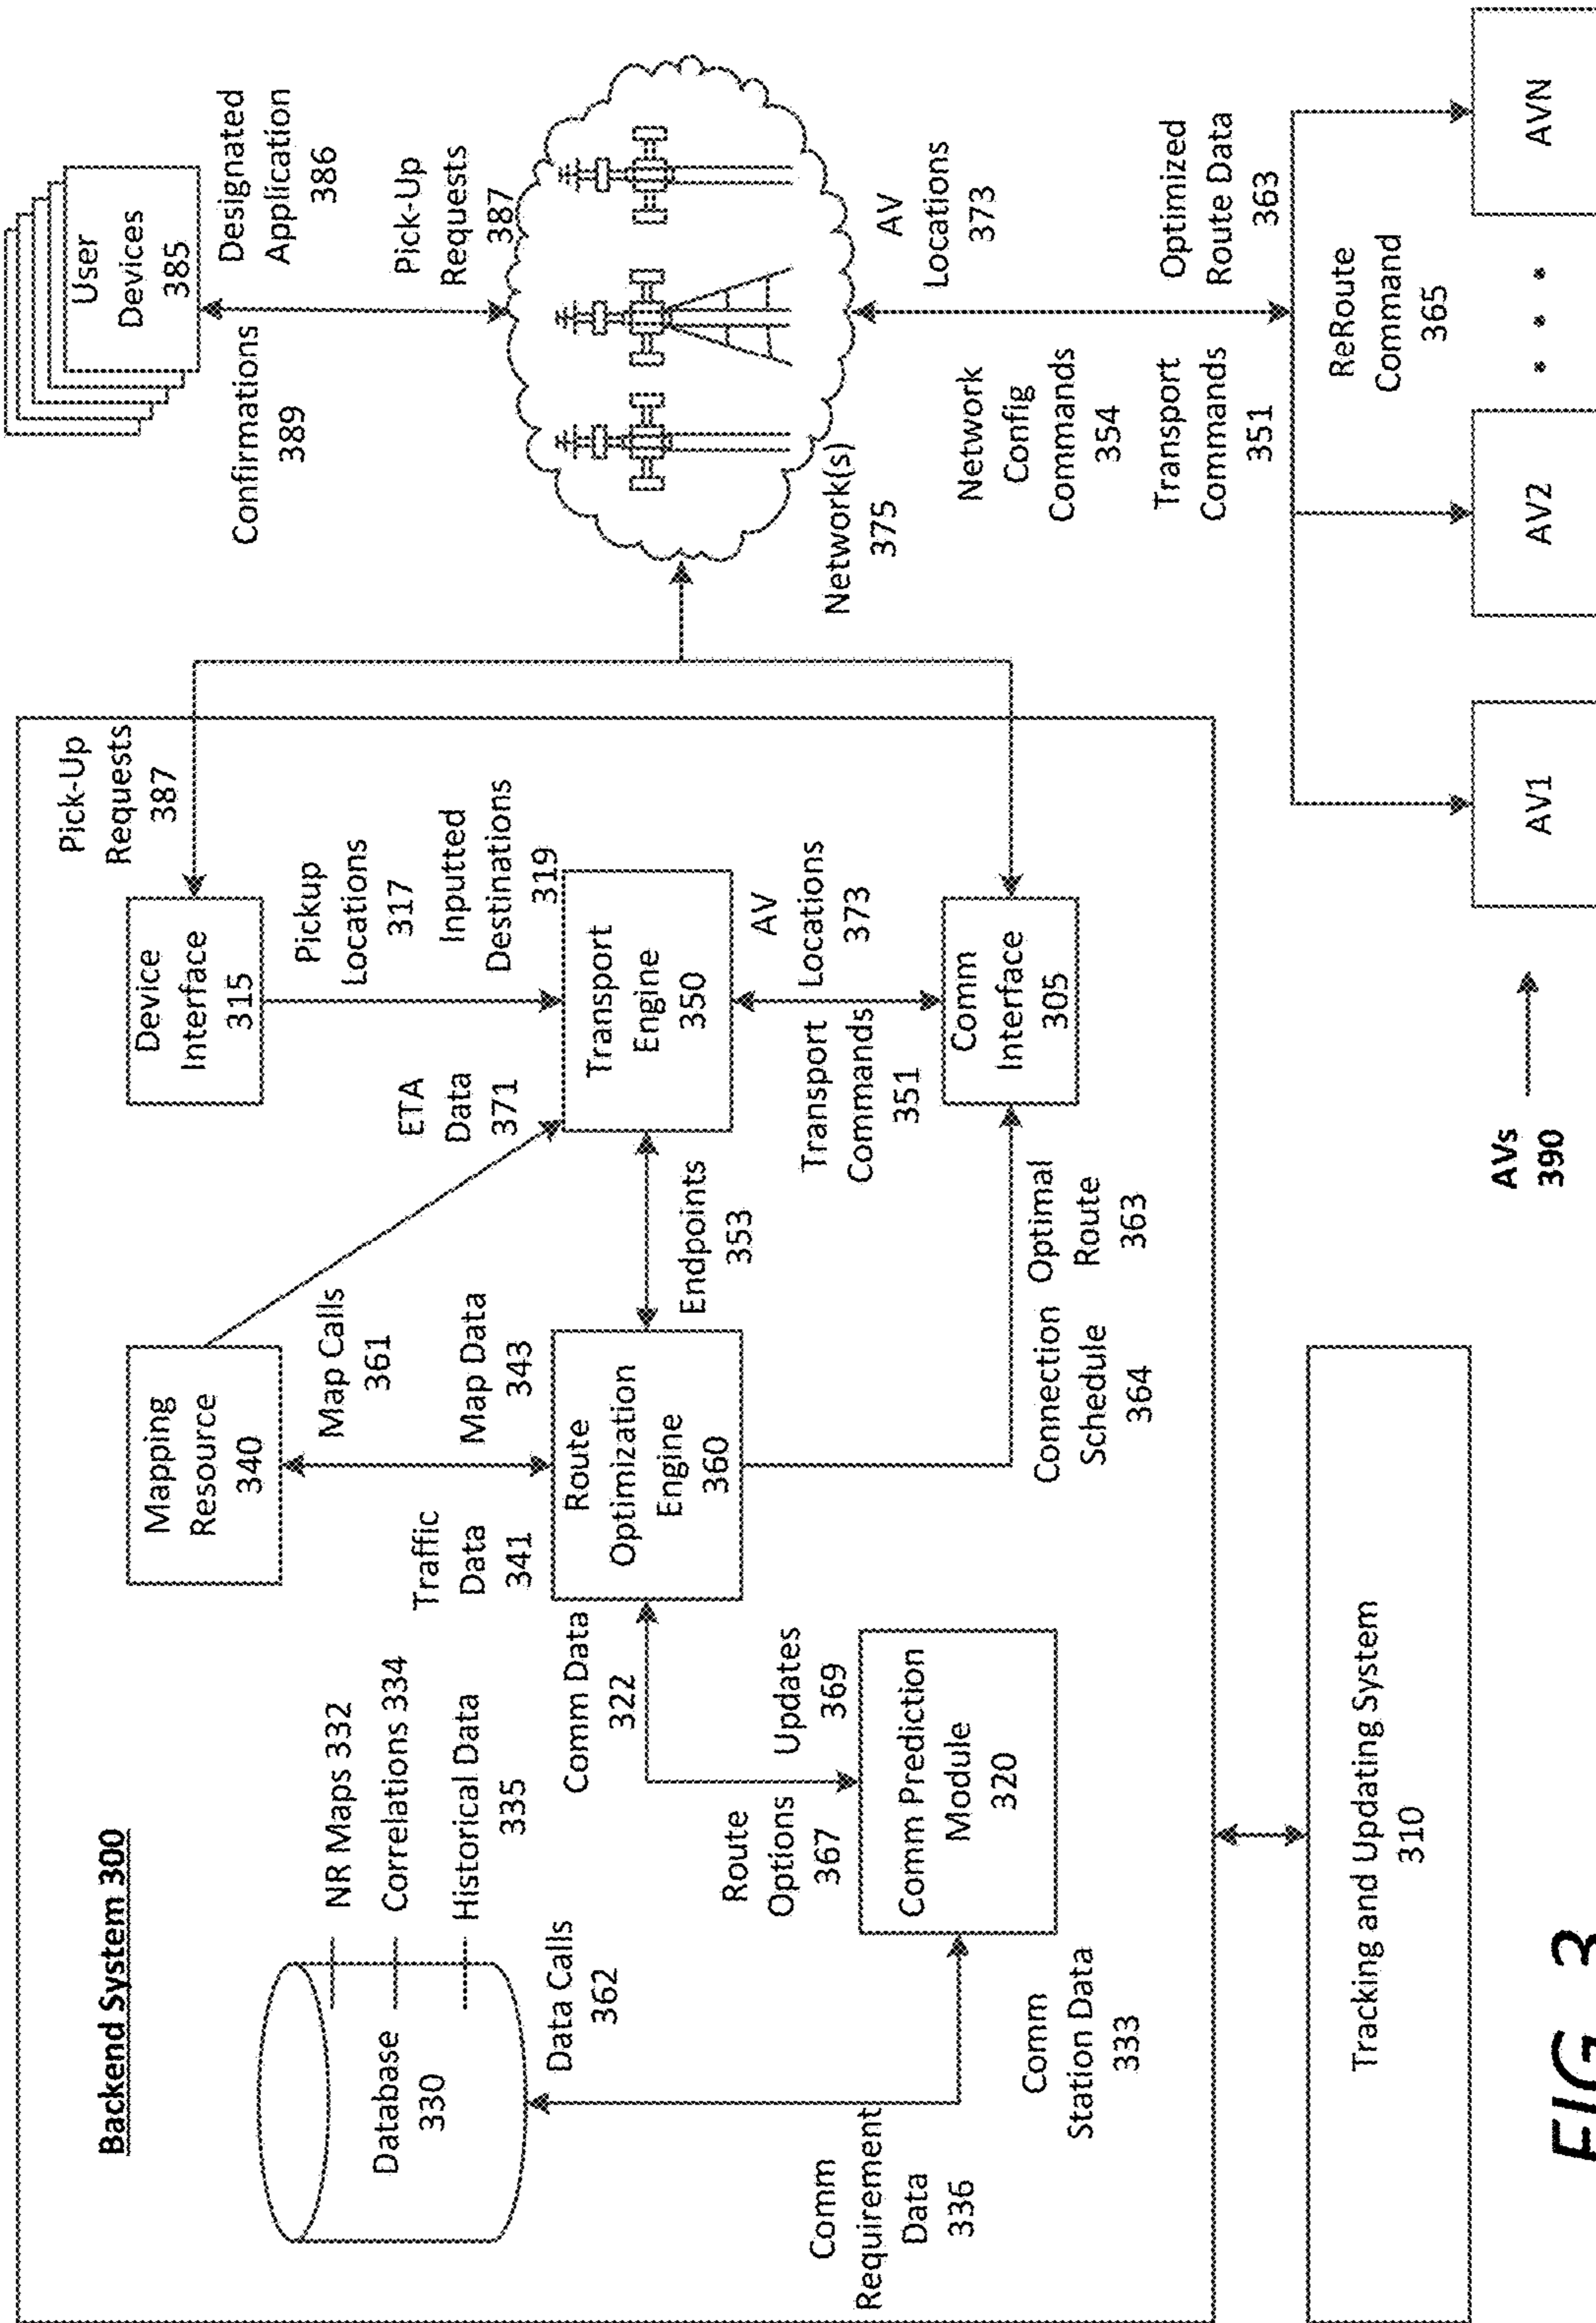 Backend System 300
Database
330
NR Maps 332
Correlations 334
Historical Data
335
Data Calls
362
Comm
Requirement
Data
336
Comm
Station Data
333
Comm Prediction
Module
320
Route
Options
367
Updates
369
Comm Data
322
Mapping
Resource
340
Traffic
Data
341
Map Calls
361
Map Data
343
Route
Optimization
Engine
360
Endpoints
353
ETA
Data
371
Device
Interface
315
Pick-Up
Requests
387
Pickup
Locations
317
Inputted
Destinations
319
Transport
Engine
350
Transport
Commands
351
AV
Locations
373
Comm
Interface
305
Connection
Schedule
364
Optimal
Route
363
Tracking and Updating System
310
User
Devices
385
Designated
Application
386
Confirmations
389
Pick-Up
Requests
387
Network(s)
375
AV
Locations
373
Network
Config
Commands
354
Transport
Commands
351
Optimized
Route Data
363
ReRoute
Command
365
AVs
390
AV1
AV2
• • •
AVN
FIG. 3